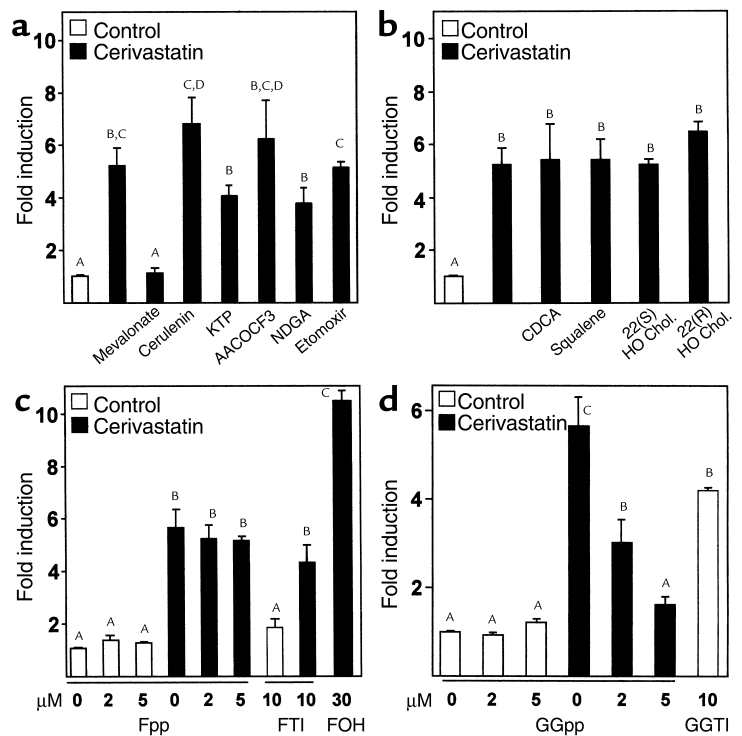 a
Control
Cerivastatin
Fold induction
10
8
6
4
2
A
B,C
A
C,D
B
B,C,D
B
C
Mevalonate
Cerulenin
KTP
AACOCF3
NDGA
Etomoxir
b
Control
Cerivastatin
Fold induction
10
8
6
4
2
A
B
B
B
B
B
CDCA
Squalene
22(S)
HO Chol.
22(R)
HO Chol.
c
Control
Cerivastatin
Fold induction
10
8
6
4
2
A
A
A
B
B
B
A
B
C
µM 0 2 5 0 2 5 10 10 30
Fpp FTI FOH
d
Control
Cerivastatin
Fold induction
6
4
2
A
A
A
C
B
A
B
µM 0 2 5 0 2 5 10
GGpp GGTI